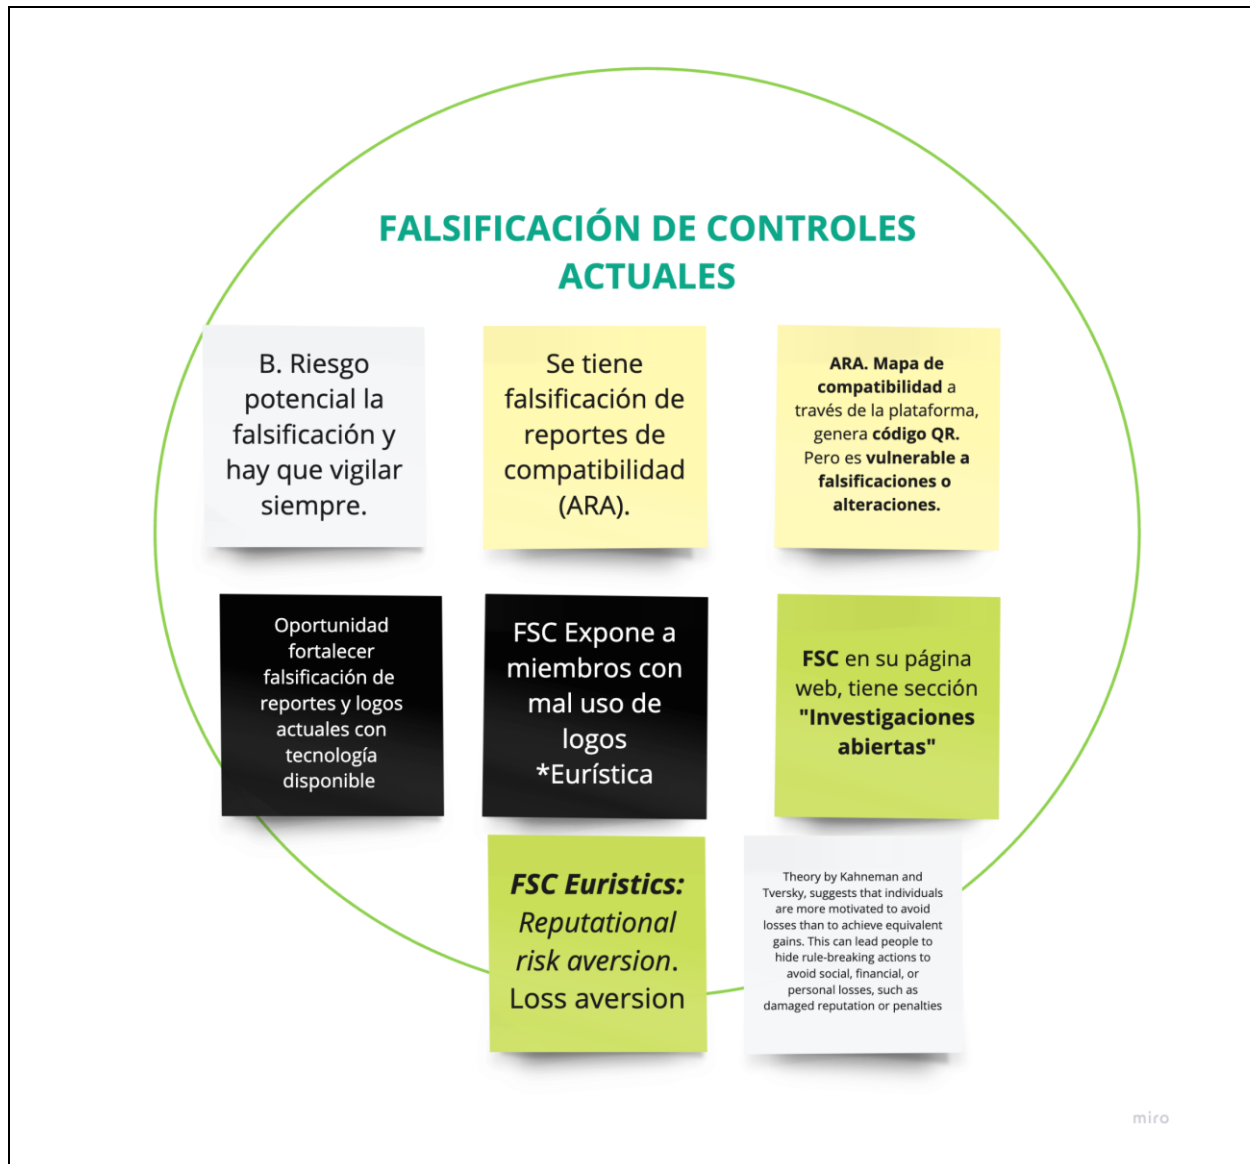 FALSIFICACIÓN DE CONTROLES
ACTUALES
B. Riesgo
potencial la
falsificación y
hay que vigilar
siempre.
Se tiene
falsificación de
reportes de
compatibilidad
(ARA).
ARA. Mapa de
compatibilidad a
través de la plataforma,
genera código QR.
Pero es vulnerable a
falsificaciones o
alteraciones.
Oportunidad
fortalecer
falsificación de
reportes y logos
actuales con
tecnología
disponible
FSC Expone a
miembros con
mal uso de
logos
*Eurística
FSC en su página
web, tiene sección
"Investigaciones
abiertas"
FSC Euristics:
Reputational
risk aversion.
Loss aversion
Theory by Kahneman and
Tversky, suggests that individuals
are more motivated to avoid
losses than to achieve equivalent
gains. This can lead people to
hide rule-breaking actions to
avoid social, financial, or
personal losses, such as
damaged reputation or penalties
miro